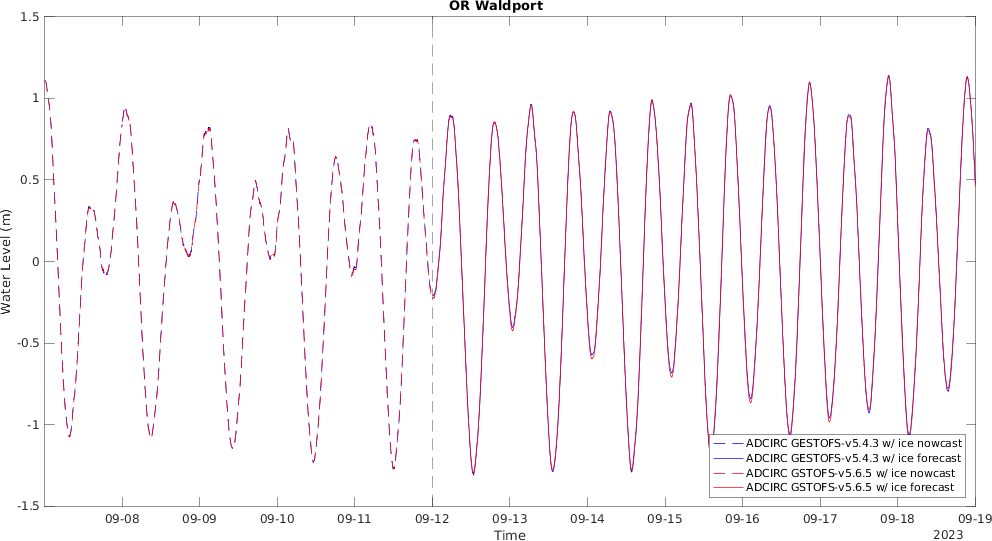 OR Waldport
1.5
1
0.5
0
-0.5
-1
-1.5
Water Level (m)
ADCIRC GESTOFS-v5.4.3 w/ ice nowcast
ADCIRC GESTOFS-v5.4.3 w/ ice forecast
ADCIRC GSTOFS-v5.6.5 w/ ice nowcast
ADCIRC GSTOFS-v5.6.5 w/ ice forecast
09-08 09-09 09-10 09-11 09-12 09-13 09-14 09-15 09-16 09-17 09-18 09-19
Time
2023